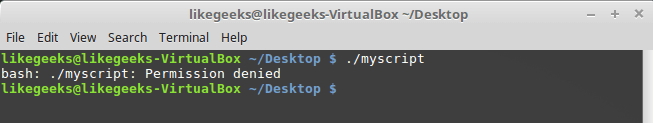 likegeeks@likegeeks-VirtualBox ~/Desktop
File Edit View Search Terminal Help
likegeeks@likegeeks-VirtualBox ~/Desktop $ ./myscript
bash: ./myscript: Permission denied
likegeeks@likegeeks-VirtualBox ~/Desktop $